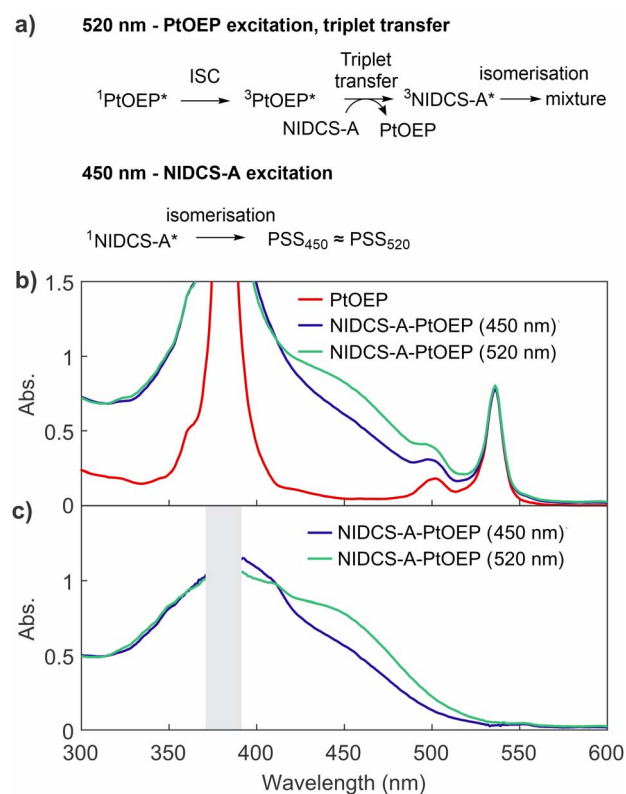 a)
520 nm - PtOEP excitation, triplet transfer
ISC
Triplet
transfer
isomerisation
¹PtOEP*
³PtOEP*
³NIDCS-A*
mixture
NIDCS-A
PtOEP
450 nm - NIDCS-A excitation
isomerisation
¹NIDCS-A*
PSS₄₅₀ ≈ PSS₅₂₀
b)
1.5
1
0.5
0
Abs.
PtOEP
NIDCS-A-PtOEP (450 nm)
NIDCS-A-PtOEP (520 nm)
c)
1
0.5
0
Abs.
NIDCS-A-PtOEP (450 nm)
NIDCS-A-PtOEP (520 nm)
300 350 400 450 500 550 600
Wavelength (nm)